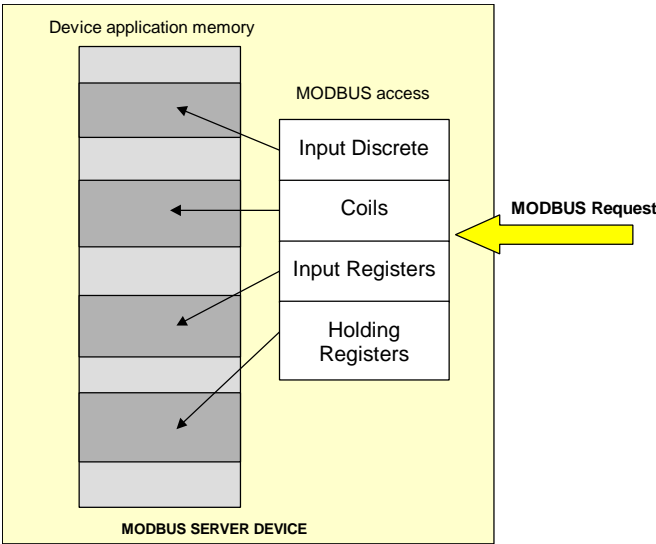 Device application memory
MODBUS access
Input Discrete
Coils
MODBUS Request
Input Registers
Holding
Registers
MODBUS SERVER DEVICE